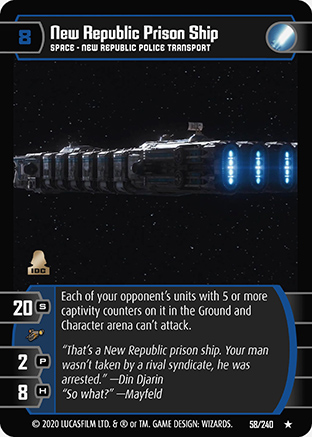 8
New Republic Prison Ship
SPACE - NEW REPUBLIC POLICE TRANSPORT
IDC
20 S
Each of your opponent's units with 5 or more
captivity counters on it in the Ground and
Character arena can't attack.
2 P
"That's a New Republic prison ship. Your man
wasn't taken by a rival syndicate, he was
arrested." —Din Djarin
8 H
"So what?" —Mayfeld
© 2020 LUCASFILM LTD. & ® OR TM. GAME DESIGN: WIZARDS.
58/240